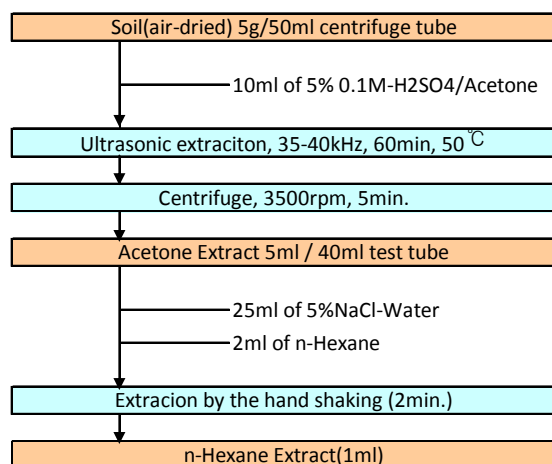 Soil(air-dried) 5g/50ml centrifuge tube
10ml of 5% 0.1M-H2SO4/Acetone
Ultrasonic extraciton, 35-40kHz, 60min, 50℃
Centrifuge, 3500rpm, 5min.
Acetone Extract 5ml / 40ml test tube
25ml of 5%NaCl-Water
2ml of n-Hexane
Extracion by the hand shaking (2min.)
n-Hexane Extract(1ml)